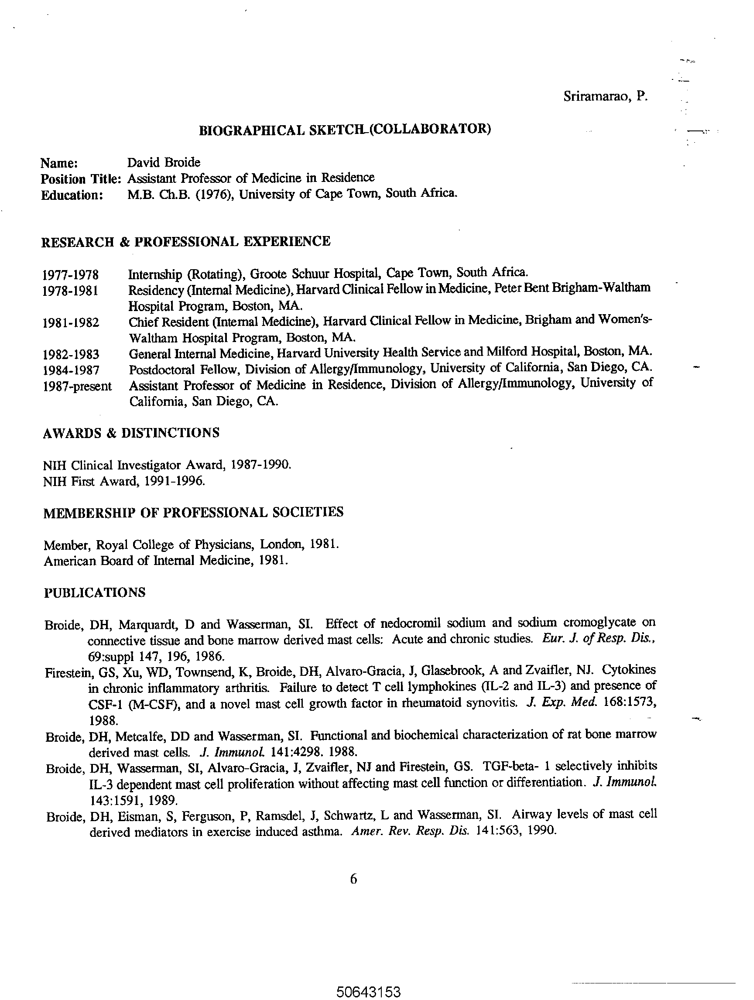 Sriramarao, P.
BIOGRAPHICAL SKETCH (COLLABORATOR)
Name: David Broide
Position Title: Assistant Professor of Medicine in Residence
Education: M.B. Ch.B. (1976), University of Cape Town, South Africa.
RESEARCH & PROFESSIONAL EXPERIENCE
1977-1978 Internship (Rotating), Groote Schuur Hospital, Cape Town, South Africa.
1978-1981 Residency (Internal Medicine), Harvard Clinical Fellow in Medicine, Peter Bent Brigham-Waltham
Hospital Program, Boston, MA.
1981-1982 Chief Resident (Internal Medicine), Harvard Clinical Fellow in Medicine, Brigham and Women's-
Waltham Hospital Program, Boston, MA.
1982-1983 General Internal Medicine, Harvard University Health Service and Milford Hospital, Boston, MA.
1984-1987 Postdoctoral Fellow, Division of Allergy/Immunology, University of California, San Diego, CA.
1987-present Assistant Professor of Medicine in Residence, Division of Allergy/Immunology, University of
California, San Diego, CA.
AWARDS & DISTINCTIONS
NIH Clinical Investigator Award, 1987-1990.
NIH First Award, 1991-1996.
MEMBERSHIP OF PROFESSIONAL SOCIETIES
Member, Royal College of Physicians, London, 1981.
American Board of Internal Medicine, 1981.
PUBLICATIONS
Broide, DH, Marquardt, D and Wasserman, SI. Effect of nedocromil sodium and sodium cromoglycate on
connective tissue and bone marrow derived mast cells: Acute and chronic studies. Eur. J. of Resp. Dis.,
69:suppl 147, 196, 1986.
Firestein, GS, Xu, WD, Townsend, K, Broide, DH, Alvaro-Gracia, J, Glasebrook, A and Zvaifler, NJ. Cytokines
in chronic inflammatory arthritis. Failure to detect T cell lymphokines (IL-2 and IL-3) and presence of
CSF-1 (M-CSF), and a novel mast cell growth factor in rheumatoid synovitis. J. Exp. Med. 168:1573,
1988.
Broide, DH, Metcalfe, DD and Wasserman, SI. Functional and biochemical characterization of rat bone marrow
derived mast cells. J. Immunol. 141:4298. 1988.
Broide, DH, Wasserman, SI, Alvaro-Gracia, J, Zvaifler, NJ and Firestein, GS. TGF-beta- 1 selectively inhibits
IL-3 dependent mast cell proliferation without affecting mast cell function or differentiation. J. Immunol.
143:1591, 1989.
Broide, DH, Eisman, S, Ferguson, P, Ramsdel, J, Schwartz, L and Wasserman, SI. Airway levels of mast cell
derived mediators in exercise induced asthma. Amer. Rev. Resp. Dis. 141:563, 1990.
6
50643153